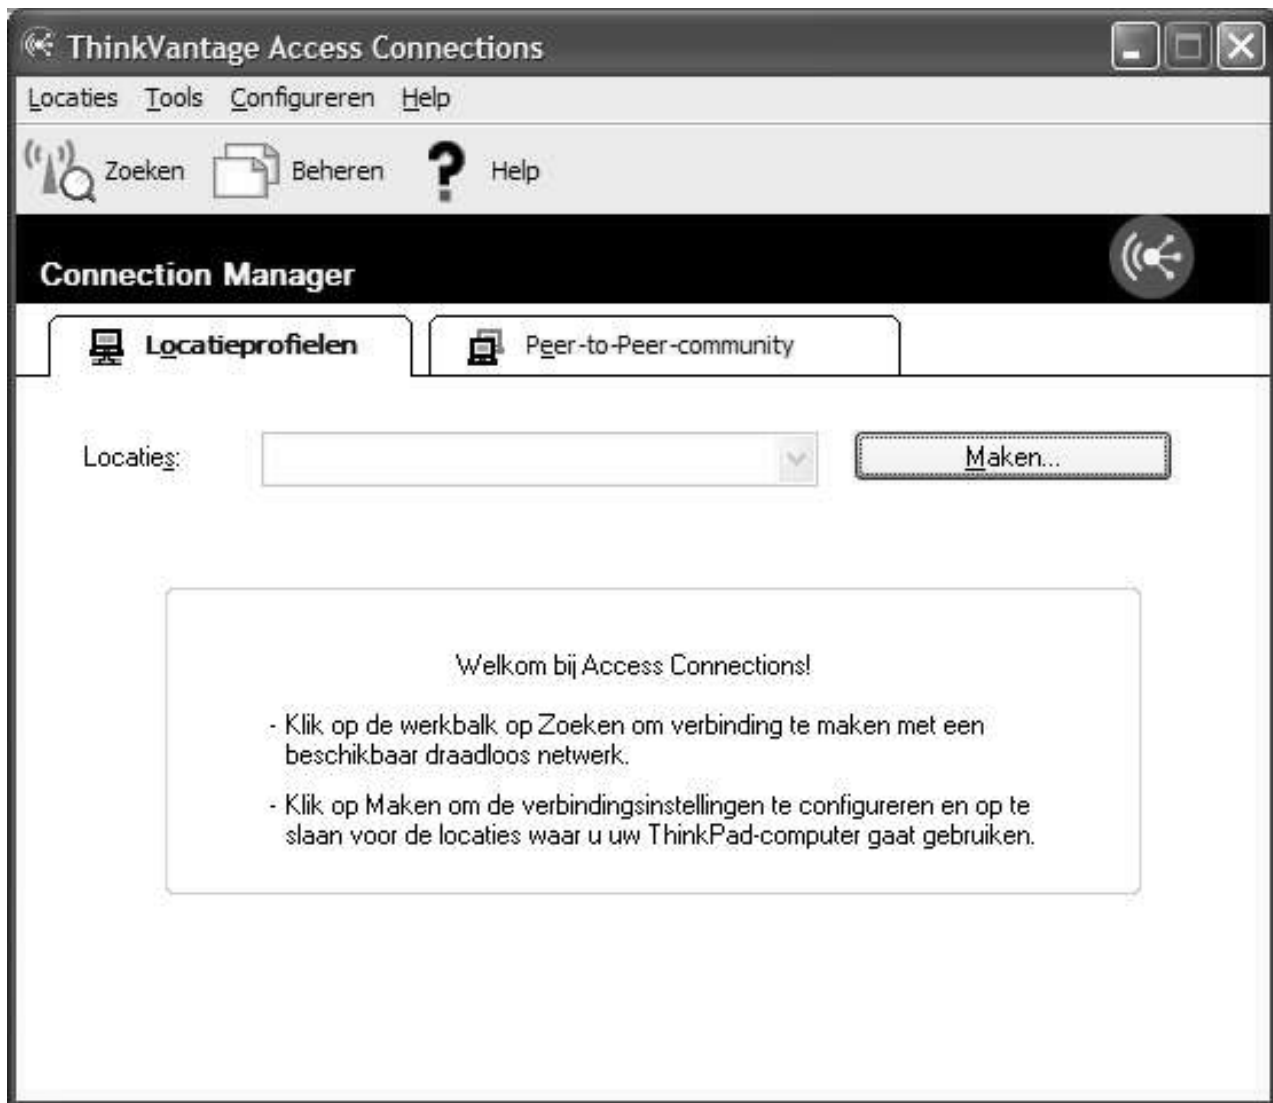 ThinkVantage Access Connections
Locaties Tools Configureren Help
Zoeken Beheren Help
Connection Manager
Locatieprofielen Peer-to-Peer-community
Locaties: Maken...
Welkom bij Access Connections!
- Klik op de werkbalk op Zoeken om verbinding te maken met een
beschikbaar draadloos netwerk.
- Klik op Maken om de verbindingsinstellingen te configureren en op te
slaan voor de locaties waar u uw ThinkPad-computer gaat gebruiken.